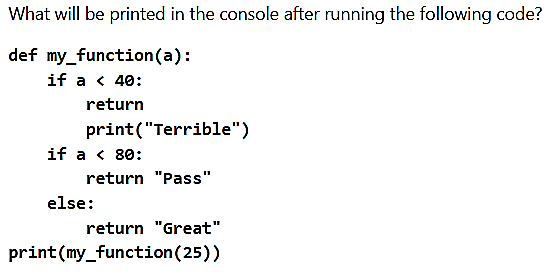 What will be printed in the console after running the following code?
def my_function(a):
    if a < 40:
        return
        print("Terrible")
    if a < 80:
        return "Pass"
    else:
        return "Great"
print(my_function(25))